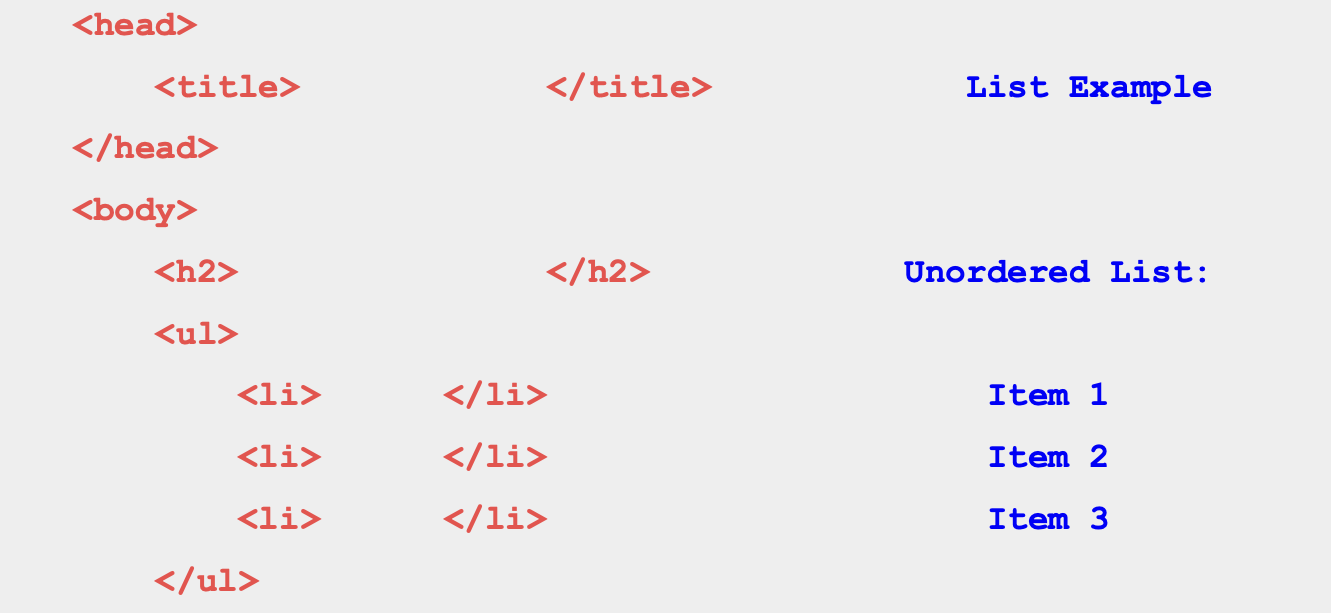 <head>
<title> </title> List Example
</head>
<body>
<h2> </h2> Unordered List:
<ul>
<li> </li> Item 1
<li> </li> Item 2
<li> </li> Item 3
</ul>